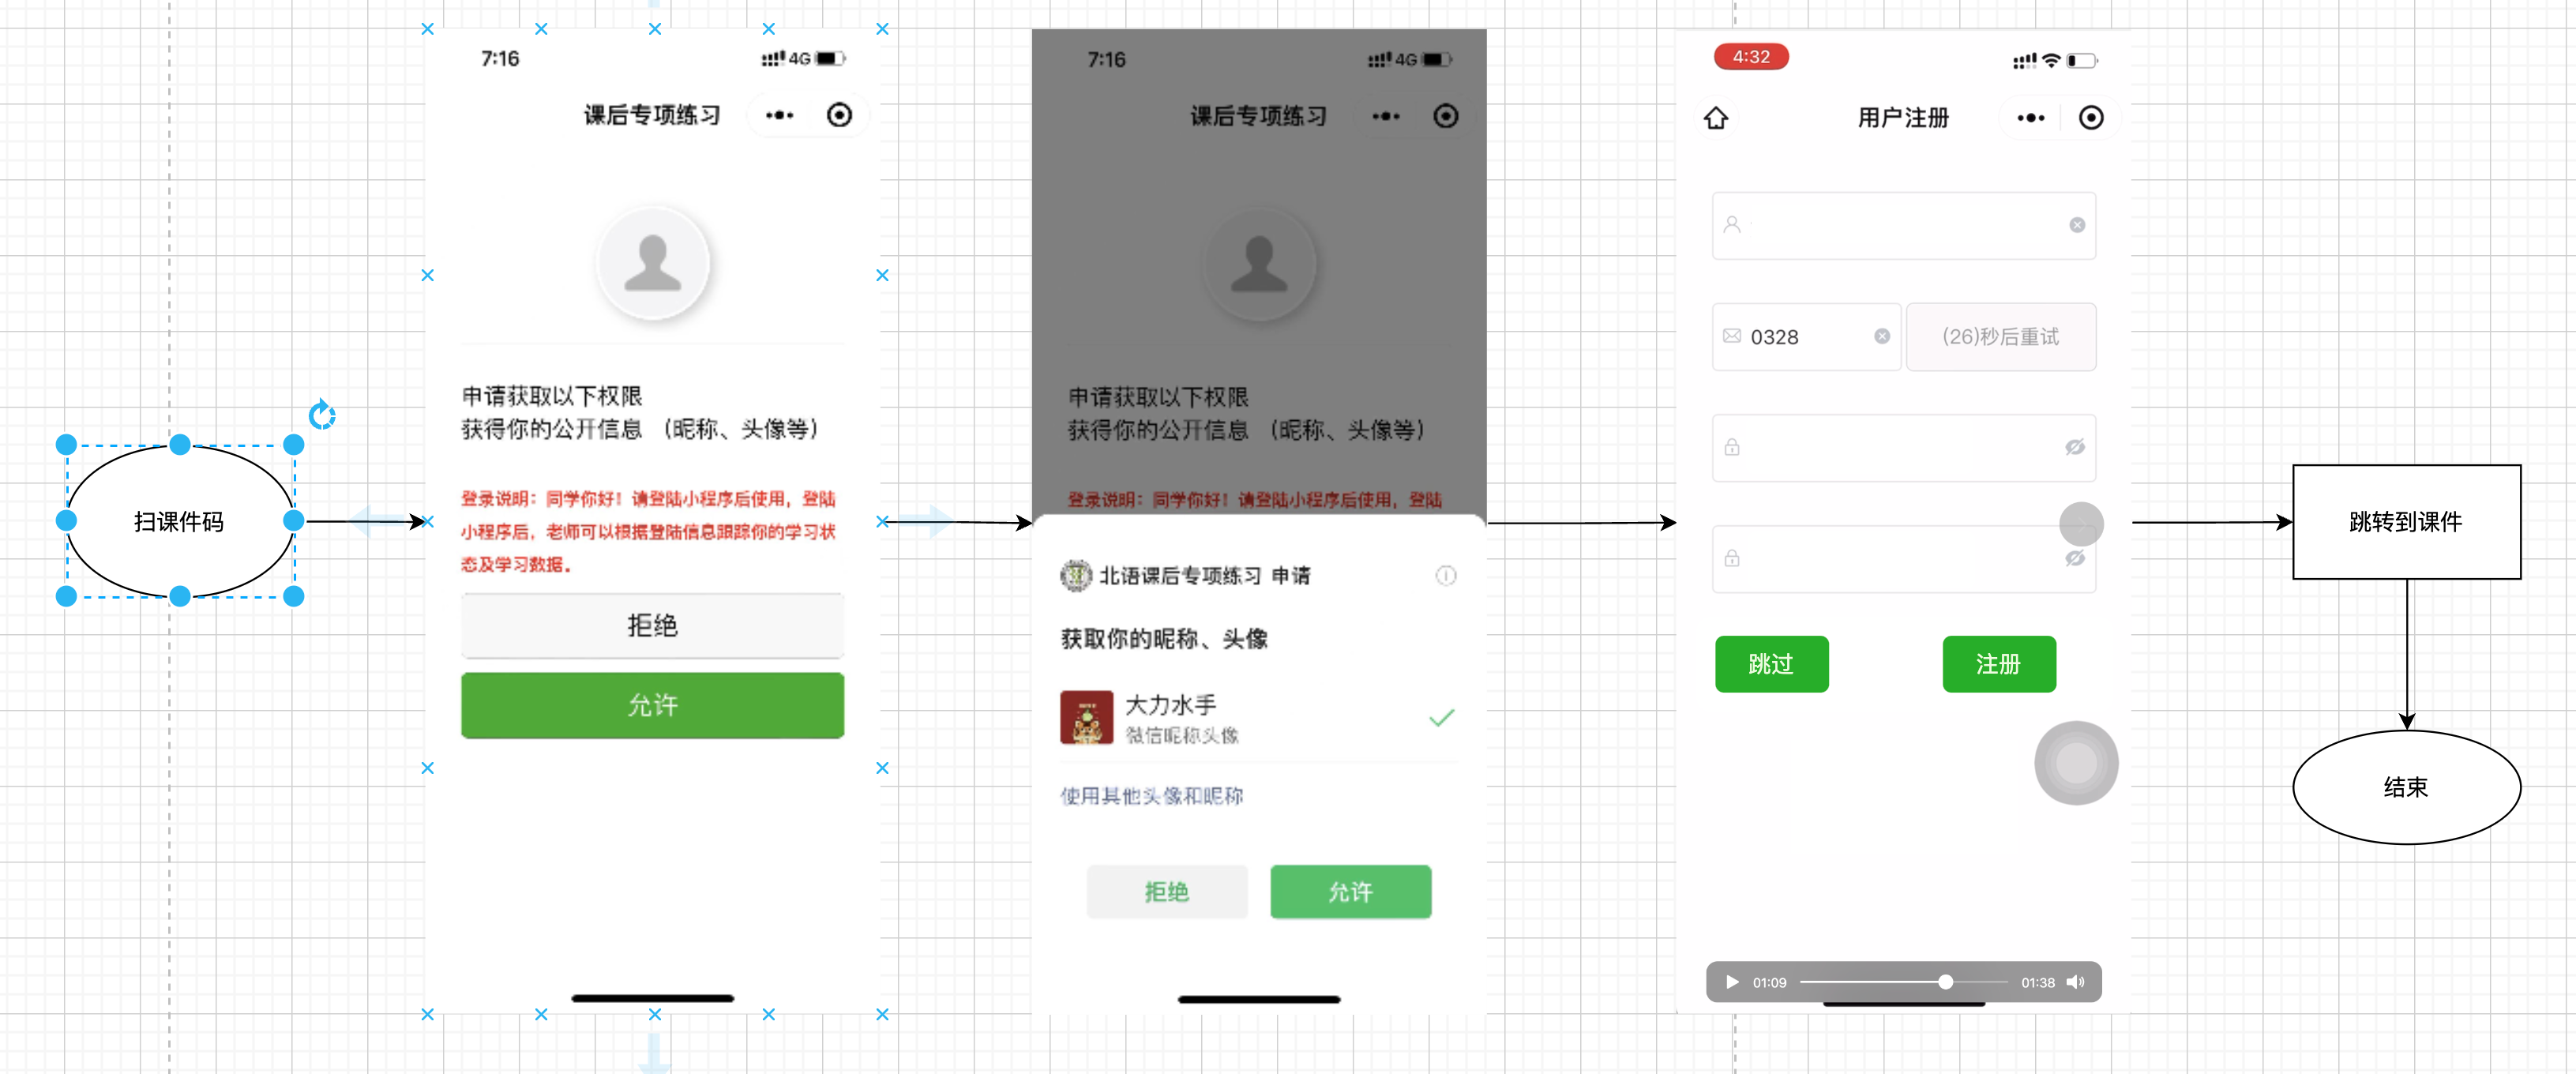 扫课件码
7:16
4G
课后专项练习
申请获取以下权限
获得你的公开信息 （昵称、头像等）
登录说明：同学你好！请登陆小程序后使用，登陆
小程序后，老师可以根据登陆信息跟踪你的学习状
态及学习数据。
拒绝
允许
7:16
4G
课后专项练习
申请获取以下权限
获得你的公开信息 （昵称、头像等）
登录说明：同学你好！请登陆小程序后使用，登陆
北语课后专项练习 申请
获取你的昵称、头像
大力水手
微信昵称头像
使用其他头像和昵称
拒绝
允许
4:32
用户注册
0328
(26)秒后重试
跳过
注册
01:09
01:38
跳转到课件
结束